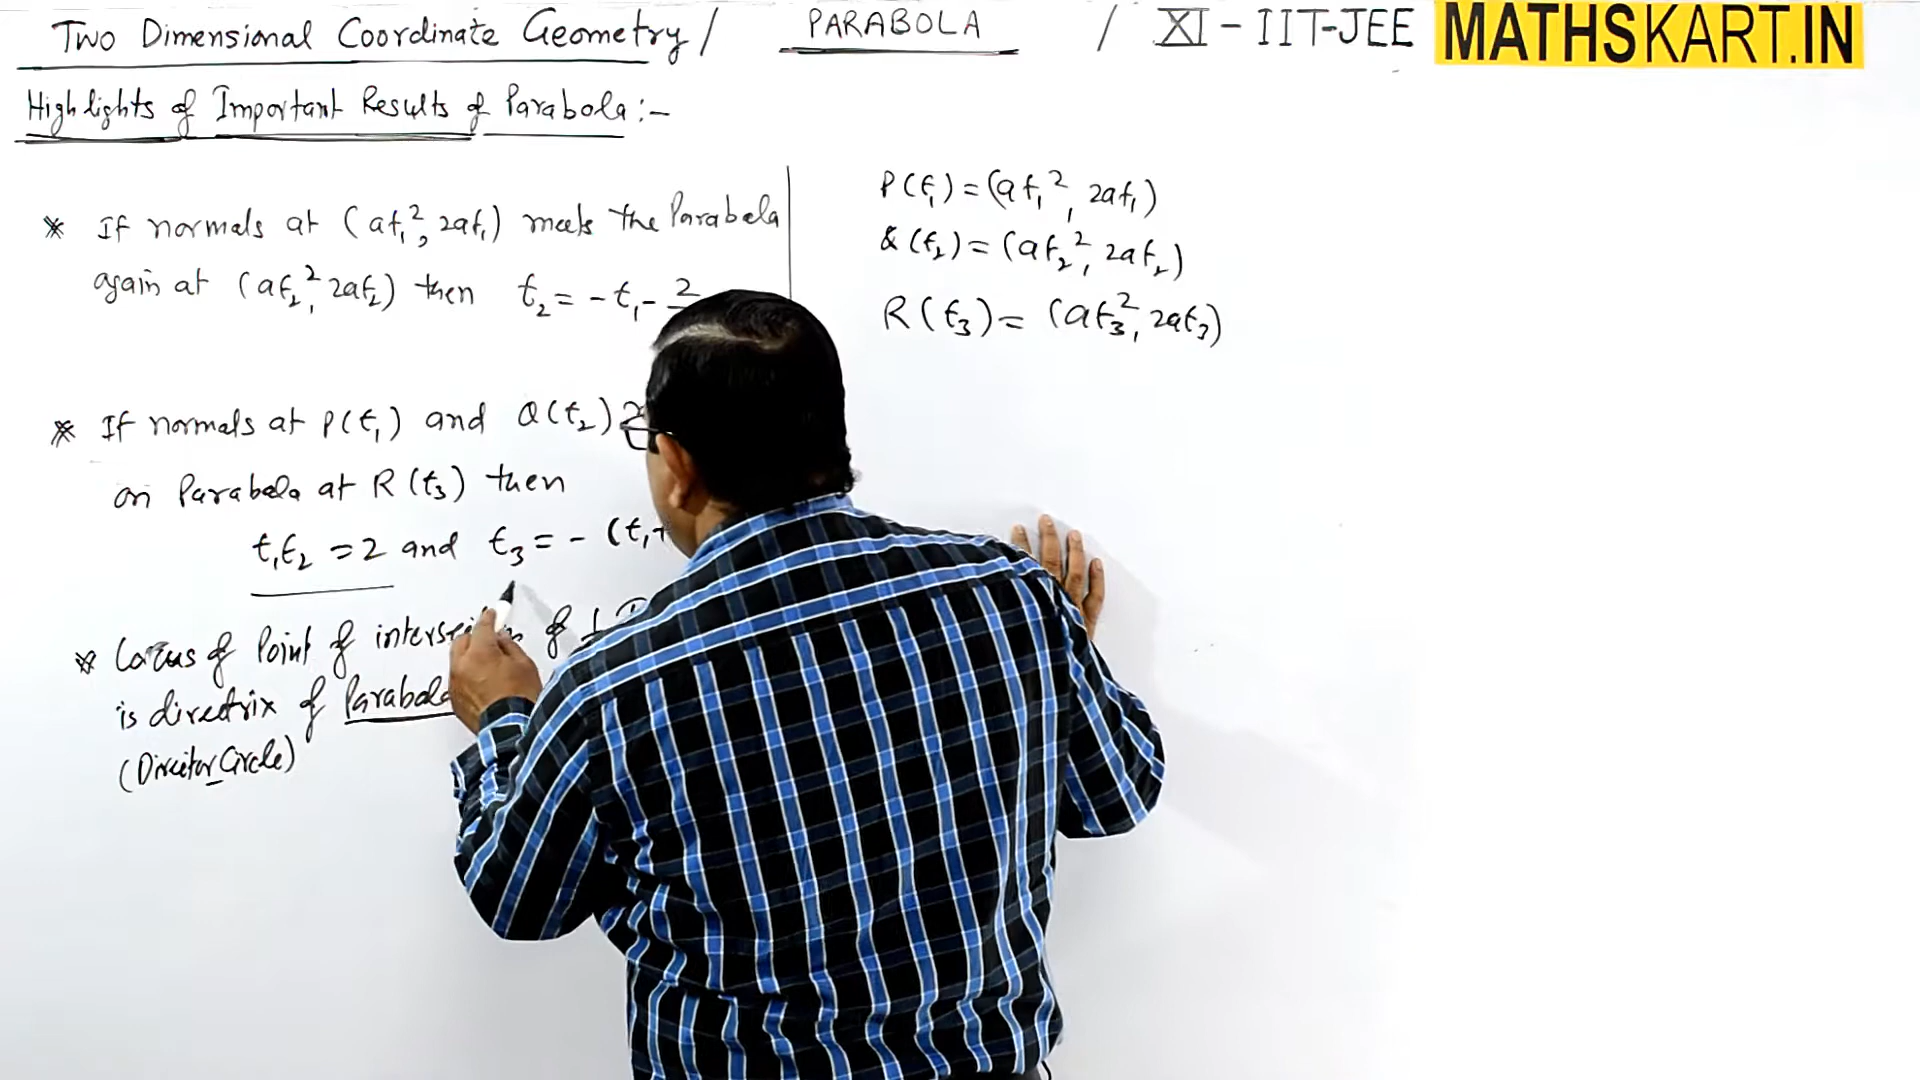 Two Dimensional Coordinate Geometry / PARABOLA / XI - IIT-JEE MATHSKART.IN
Highlights of Important Results of Parabola :-
* If normals at (at₁², 2at₁) meets the Parabola
again at (at₂², 2at₂) then t₂ = -t₁ - 2
* If normals at P(t₁) and Q(t₂)
on Parabola at R(t₃) then
t₁t₂ = 2 and t₃ = - (t₁+
* Locus of Point of intersection of
is directrix of Parabola
(Director Circle)
P(t₁) = (at₁², 2at₁)
&(t₂) = (at₂², 2at₂)
R(t₃) = (at₃², 2at₃)